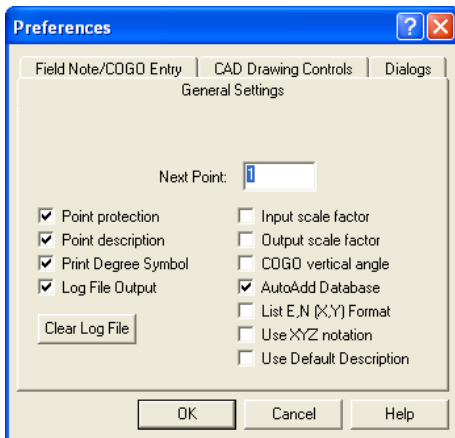 Preferences
Field Note/COGO Entry CAD Drawing Controls Dialogs
General Settings
Next Point: 1
Point protection Input scale factor
Point description Output scale factor
Print Degree Symbol COGO vertical angle
Log File Output AutoAdd Database
List E,N (X,Y) Format
Clear Log File Use XYZ notation
Use Default Description
OK Cancel Help